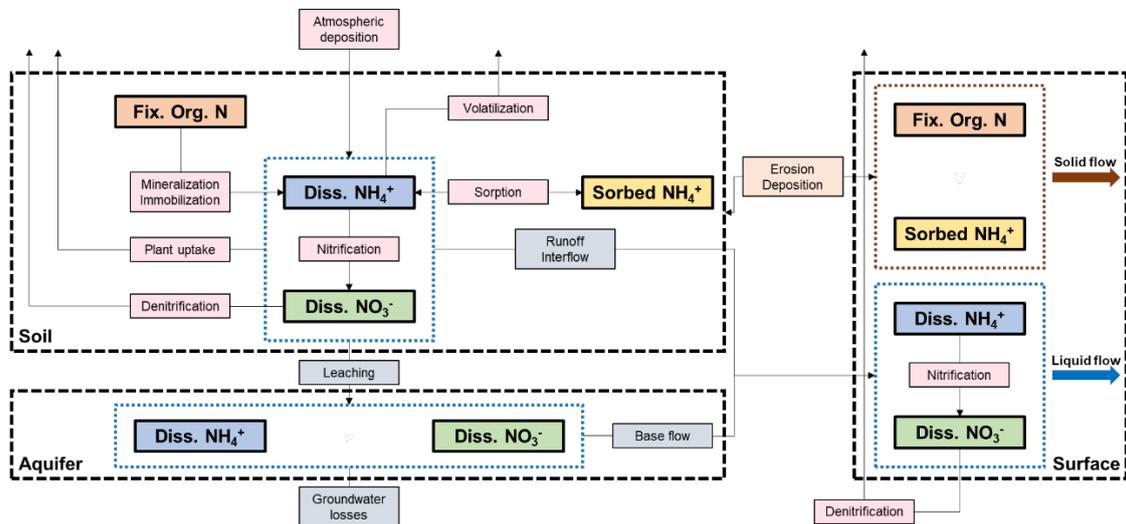 Atmospheric
deposition
Volatilization
Fix. Org. N
Mineralization
Immobilization
Diss. NH₄⁺
Sorption
Sorbed NH₄⁺
Plant uptake
Nitrification
Runoff
Interflow
Denitrification
Diss. NO₃⁻
Soil
Leaching
Diss. NH₄⁺
Diss. NO₃⁻
Base flow
Aquifer
Groundwater
losses
Erosion
Deposition
Fix. Org. N
Solid flow
Sorbed NH₄⁺
Diss. NH₄⁺
Nitrification
Liquid flow
Diss. NO₃⁻
Surface
Denitrification